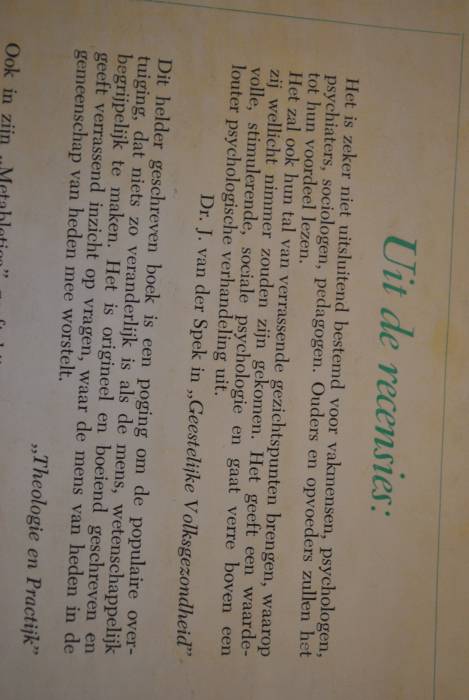 Uit de recensies:
Het is zeker niet uitsluitend bestemd voor vakmensen, psychologen,
psychiaters, sociologen, pedagogen. Ouders en opvoeders zullen het
tot hun voordeel lezen.
Het zal ook hun tal van verrassende gezichtspunten brengen, waarop
zij wellicht nimmer zouden zijn gekomen. Het geeft een waarde-
volle, stimulerende, sociale psychologie en gaat verre boven een
louter psychologische verhandeling uit.
Dr. J. van der Spek in „Geestelijke Volksgezondheid”
Dit helder geschreven boek is een poging om de populaire over-
tuiging, dat niets zo veranderlijk is als de mens, wetenschappelijk
begrijpelijk te maken. Het is origineel en boeiend geschreven en
geeft verrassend inzicht op vragen, waar de mens van heden in de
gemeenschap van heden mee worstelt.
„Theologie en Practijk”
Ook in zijn „Metabletica”